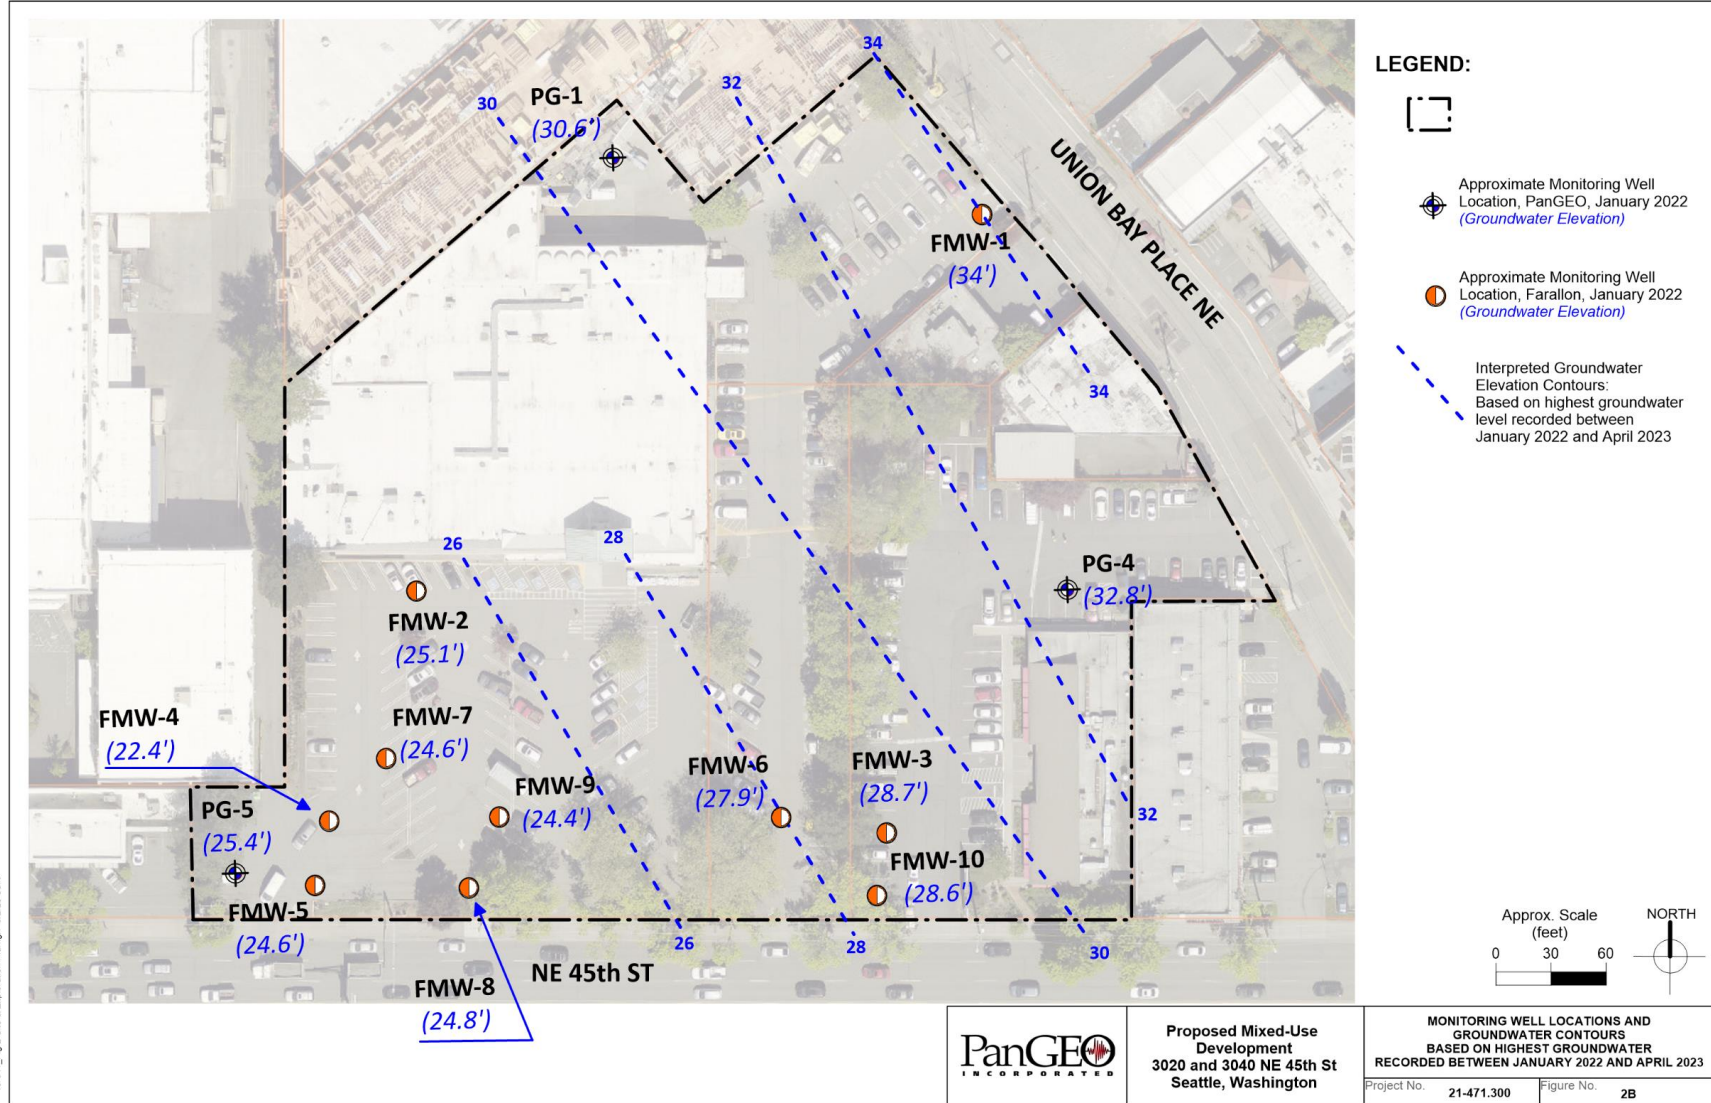 34
32
30
PG-1
(30.6')
UNION BAY PLACE NE
FMW-1
(34')
34
26
28
PG-4
(32.8')
FMW-2
(25.1')
FMW-4
(22.4')
FMW-7
(24.6')
FMW-9
(24.4')
FMW-6
(27.9')
FMW-3
(28.7')
32
PG-5
(25.4')
FMW-10
(28.6')
FMW-5
(24.6')
26
28
30
NE 45th ST
FMW-8
(24.8')
LEGEND:
Approximate Monitoring Well
Location, PanGEO, January 2022
(Groundwater Elevation)
Approximate Monitoring Well
Location, Farallon, January 2022
(Groundwater Elevation)
Interpreted Groundwater
Elevation Contours:
Based on highest groundwater
level recorded between
January 2022 and April 2023
Approx. Scale
(feet)
0 30 60
NORTH
PanGEO
INCORPORATED
Proposed Mixed-Use
Development
3020 and 3040 NE 45th St
Seattle, Washington
MONITORING WELL LOCATIONS AND
GROUNDWATER CONTOURS
BASED ON HIGHEST GROUNDWATER
RECORDED BETWEEN JANUARY 2022 AND APRIL 2023
Project No. 21-471.300
Figure No. 2B